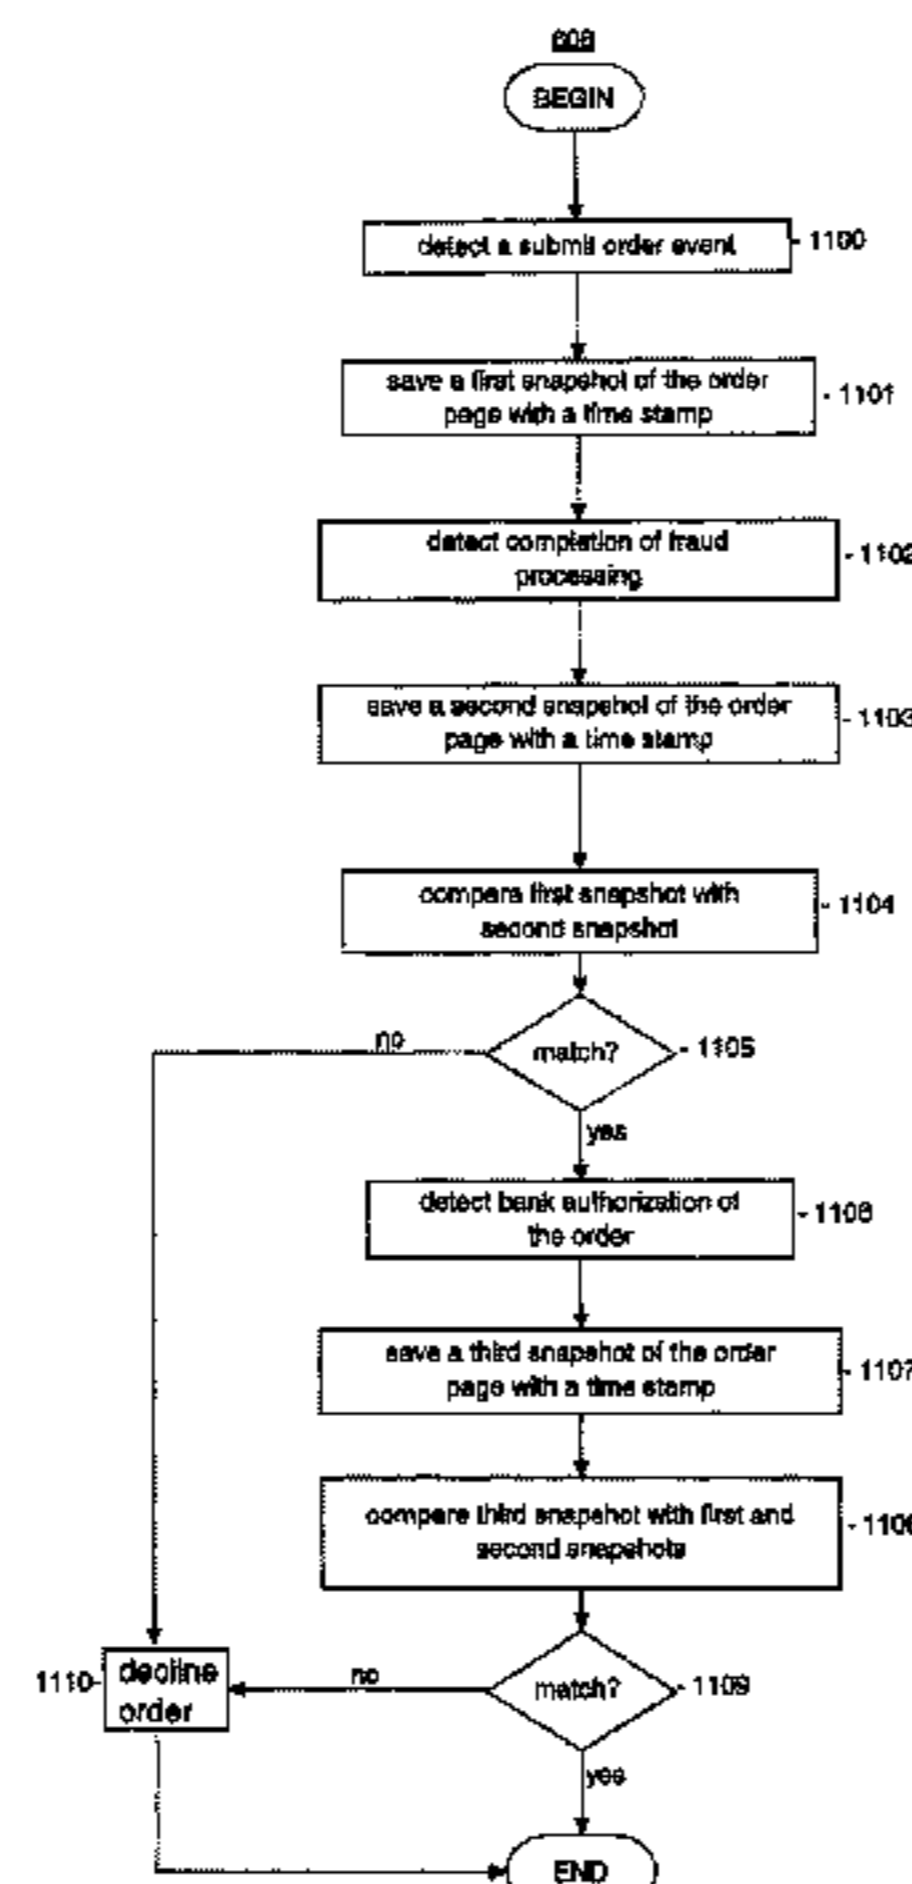 BEGIN
detect a submit order event
- 1100
save a first snapshot of the order
page with a time stamp
- 1101
detect completion of fraud
processing
- 1102
save a second snapshot of the order
page with a time stamp
- 1103
compare first snapshot with
second snapshot
- 1104
no
match?
- 1105
yes
detect bank authorization of
the order
- 1106
save a third snapshot of the order
page with a time stamp
- 1107
compare third snapshot with first and
second snapshots
- 1108
1110-
decline
order
no
match?
- 1109
yes
END